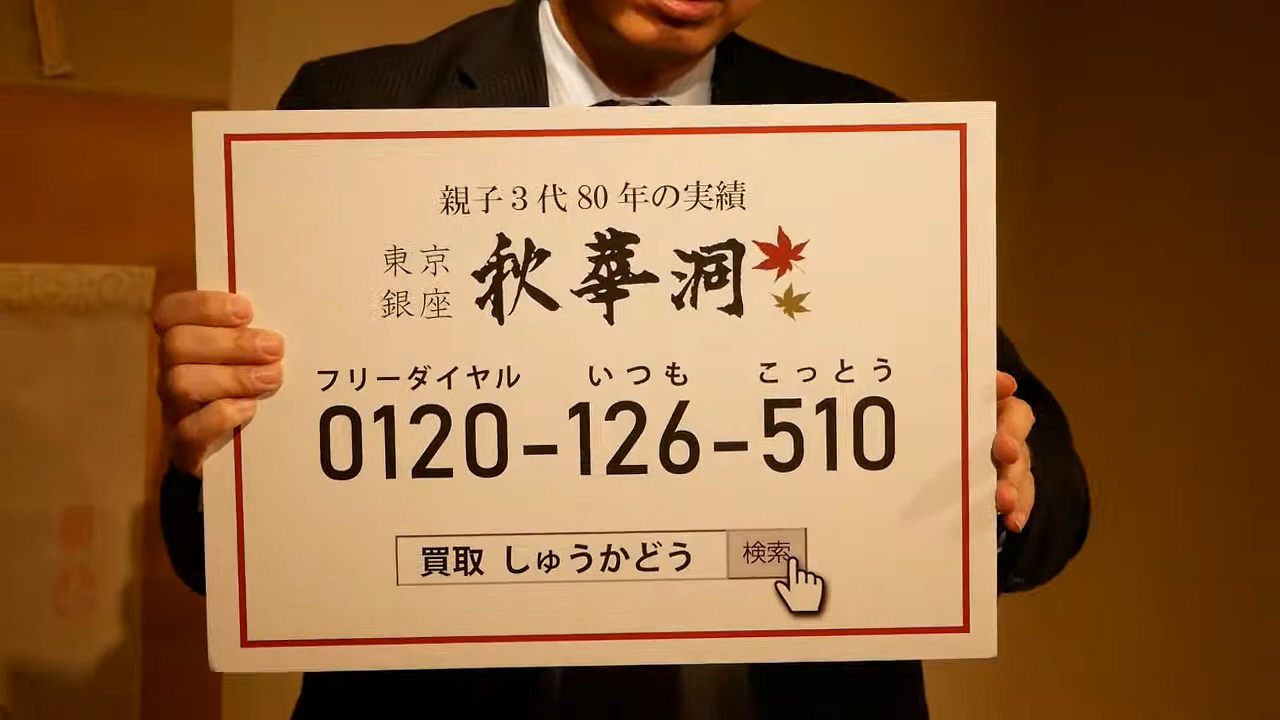 親子3代80年の実績
東京
銀座
秋華洞
フリーダイヤル いつも こっとう
0120-126-510
買取 しゅうかどう 検索